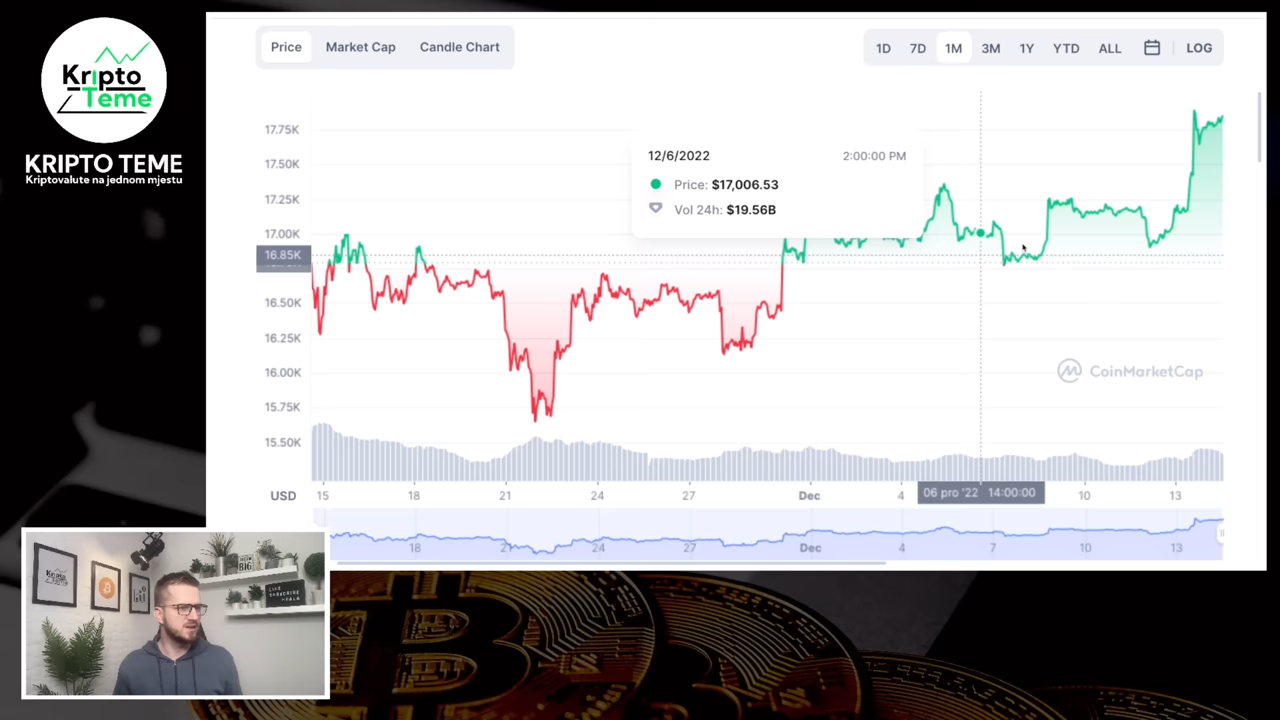 Kripto
Teme
KRIPTO TEME
Kriptovalute na jednom mjestu
Price Market Cap Candle Chart
1D 7D 1M 3M 1Y YTD ALL LOG
17.75K
17.50K
17.25K
17.00K
16.85K
16.50K
16.25K
16.00K
15.75K
15.50K
12/6/2022 2:00:00 PM
Price: $17,006.53
Vol 24h: $19.56B
CoinMarketCap
USD 15 18 21 24 27 Dec 4 06 pro '22 14:00:00 10 13
18 21 24 27 Dec 4 7 10 13
Kripto
BIG